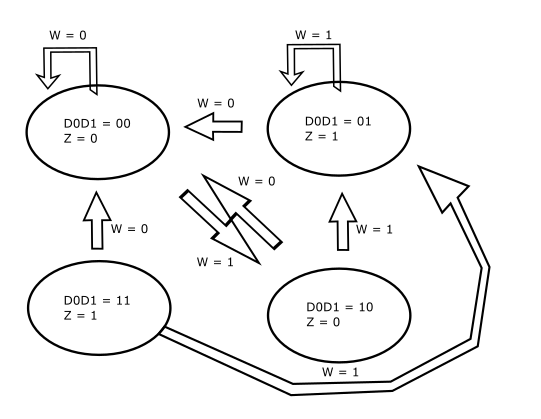 W = 0
W = 1
D0D1 = 00
Z = 0
W = 0
D0D1 = 01
Z = 1
W = 0
W = 0
W = 1
W = 1
D0D1 = 11
Z = 1
D0D1 = 10
Z = 0
W = 1